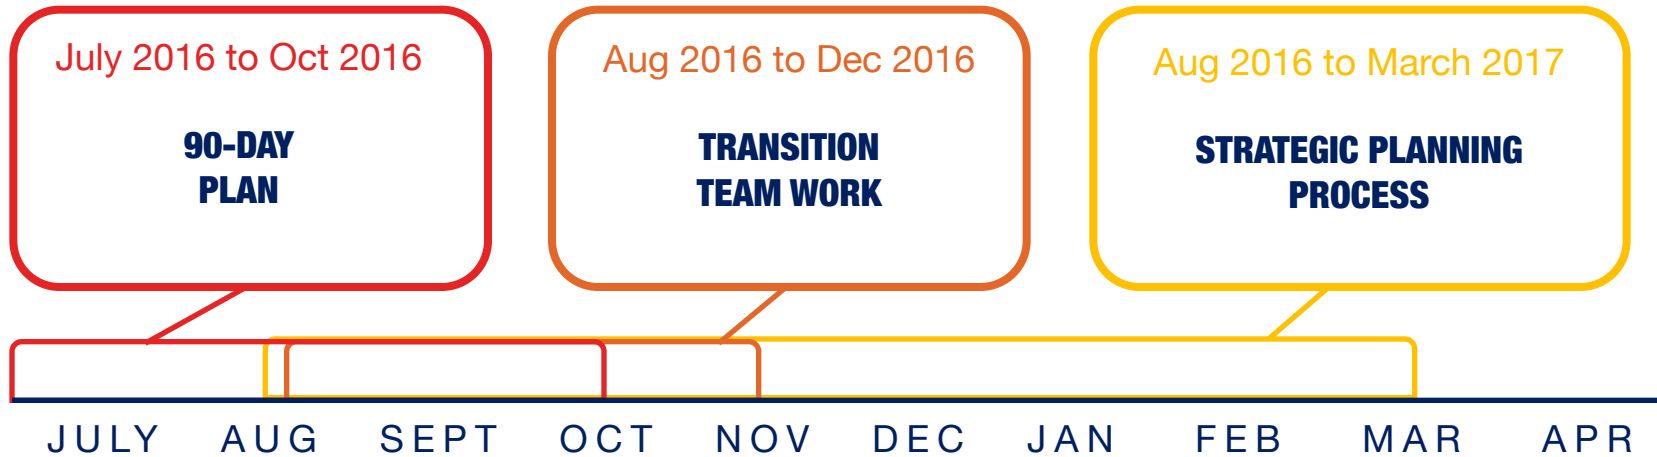 July 2016 to Oct 2016
90-DAY
PLAN
Aug 2016 to Dec 2016
TRANSITION
TEAM WORK
Aug 2016 to March 2017
STRATEGIC PLANNING
PROCESS
JULY AUG SEPT OCT NOV DEC JAN FEB MAR APR